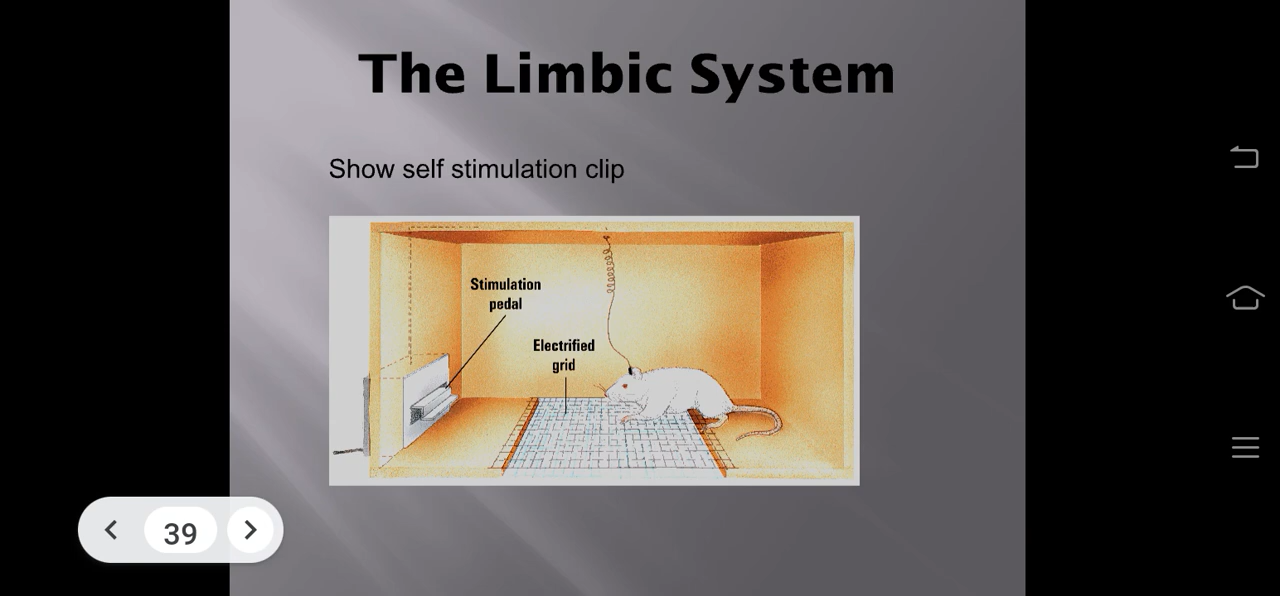 The Limbic System
Show self stimulation clip
Stimulation
pedal
Electrified
grid
39